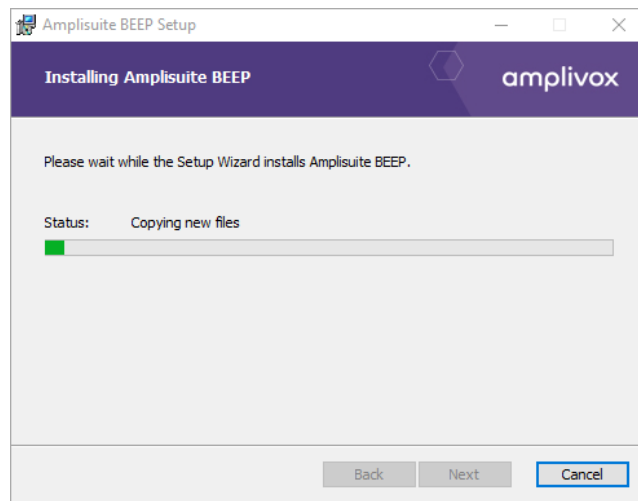 Amplisuite BEEP Setup
Installing Amplisuite BEEP
amplivox
Please wait while the Setup Wizard installs Amplisuite BEEP.
Status: Copying new files
Back Next Cancel